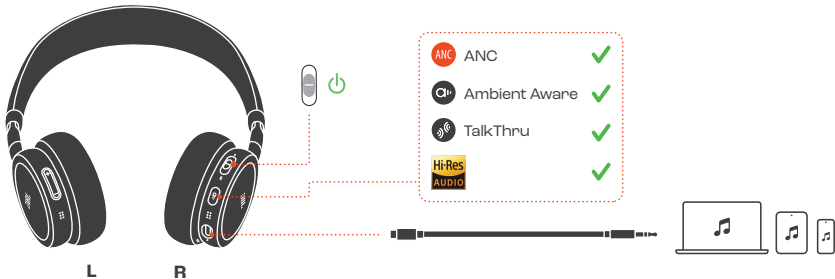 ANC ANC
Ambient Aware
TalkThru
Hi-Res
AUDIO
L R